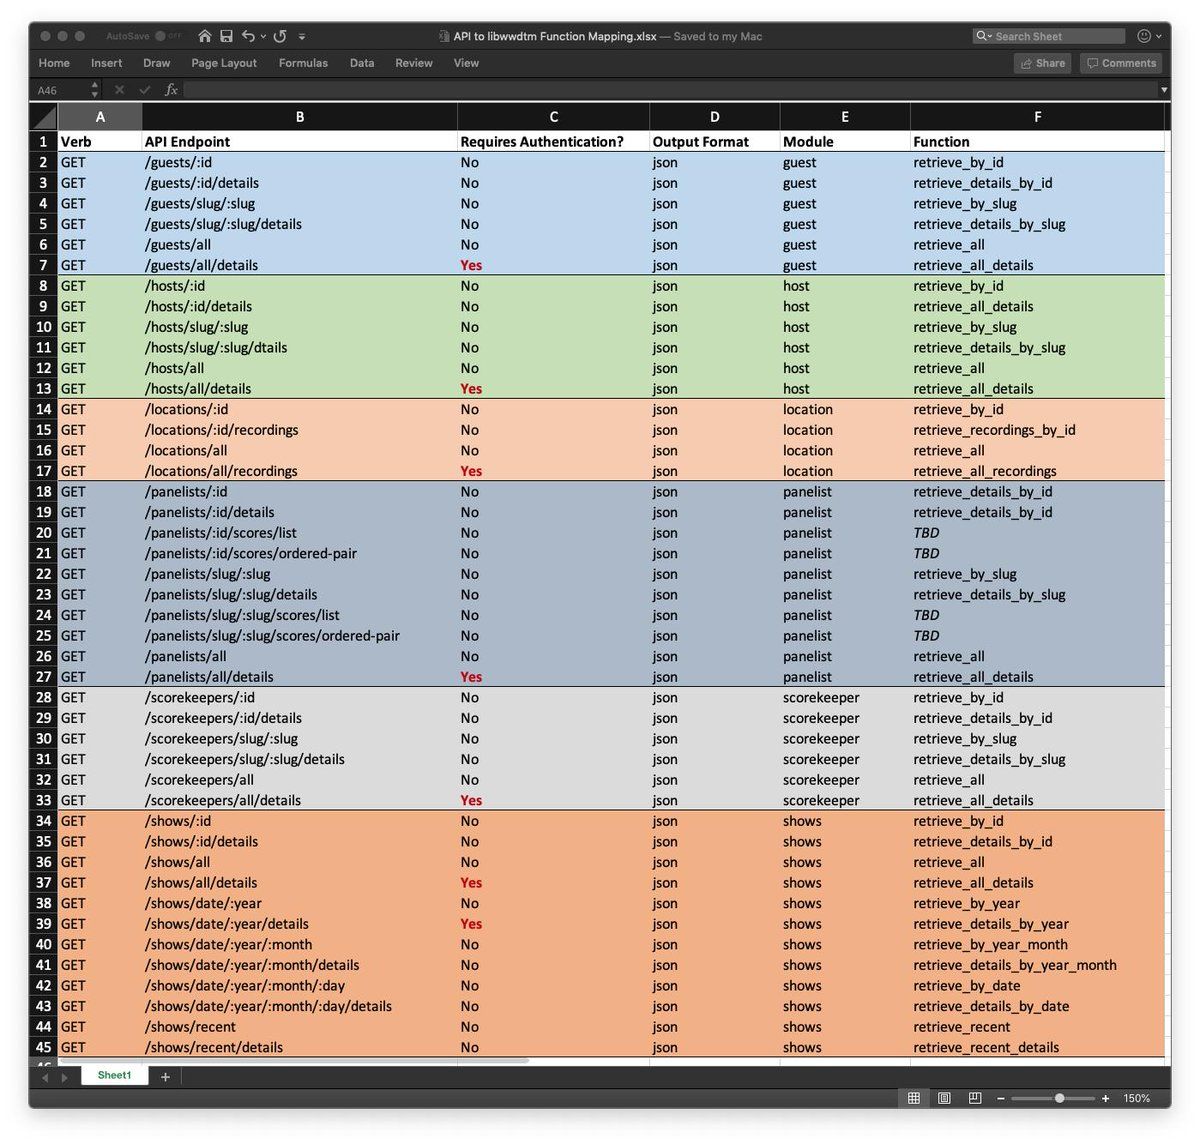 AutoSave OFF API to libwwdtm Function Mapping.xlsx — Saved to my Mac Search Sheet
Home Insert Draw Page Layout Formulas Data Review View Share Comments
A46 fx
A B C D E F
1 Verb API Endpoint Requires Authentication? Output Format Module Function
2 GET /guests/:id No json guest retrieve_by_id
3 GET /guests/:id/details No json guest retrieve_details_by_id
4 GET /guests/slug/:slug No json guest retrieve_by_slug
5 GET /guests/slug/:slug/details No json guest retrieve_details_by_slug
6 GET /guests/all No json guest retrieve_all
7 GET /guests/all/details Yes json guest retrieve_all_details
8 GET /hosts/:id No json host retrieve_by_id
9 GET /hosts/:id/details No json host retrieve_all_details
10 GET /hosts/slug/:slug No json host retrieve_by_slug
11 GET /hosts/slug/:slug/dtails No json host retrieve_details_by_slug
12 GET /hosts/all No json host retrieve_all
13 GET /hosts/all/details Yes json host retrieve_all_details
14 GET /locations/:id No json location retrieve_by_id
15 GET /locations/:id/recordings No json location retrieve_recordings_by_id
16 GET /locations/all No json location retrieve_all
17 GET /locations/all/recordings Yes json location retrieve_all_recordings
18 GET /panelists/:id No json panelist retrieve_details_by_id
19 GET /panelists/:id/details No json panelist retrieve_details_by_id
20 GET /panelists/:id/scores/list No json panelist TBD
21 GET /panelists/:id/scores/ordered-pair No json panelist TBD
22 GET /panelists/slug/:slug No json panelist retrieve_by_slug
23 GET /panelists/slug/:slug/details No json panelist retrieve_details_by_slug
24 GET /panelists/slug/:slug/scores/list No json panelist TBD
25 GET /panelists/slug/:slug/scores/ordered-pair No json panelist TBD
26 GET /panelists/all No json panelist retrieve_all
27 GET /panelists/all/details Yes json panelist retrieve_all_details
28 GET /scorekeepers/:id No json scorekeeper retrieve_by_id
29 GET /scorekeepers/:id/details No json scorekeeper retrieve_details_by_id
30 GET /scorekeepers/slug/:slug No json scorekeeper retrieve_by_slug
31 GET /scorekeepers/slug/:slug/details No json scorekeeper retrieve_details_by_slug
32 GET /scorekeepers/all No json scorekeeper retrieve_all
33 GET /scorekeepers/all/details Yes json scorekeeper retrieve_all_details
34 GET /shows/:id No json shows retrieve_by_id
35 GET /shows/:id/details No json shows retrieve_details_by_id
36 GET /shows/all No json shows retrieve_all
37 GET /shows/all/details Yes json shows retrieve_all_details
38 GET /shows/date/:year No json shows retrieve_by_year
39 GET /shows/date/:year/details Yes json shows retrieve_details_by_year
40 GET /shows/date/:year/:month No json shows retrieve_by_year_month
41 GET /shows/date/:year/:month/details No json shows retrieve_details_by_year_month
42 GET /shows/date/:year/:month/:day No json shows retrieve_by_date
43 GET /shows/date/:year/:month/:day/details No json shows retrieve_details_by_date
44 GET /shows/recent No json shows retrieve_recent
45 GET /shows/recent/details No json shows retrieve_recent_details
46
Sheet1 +
150%